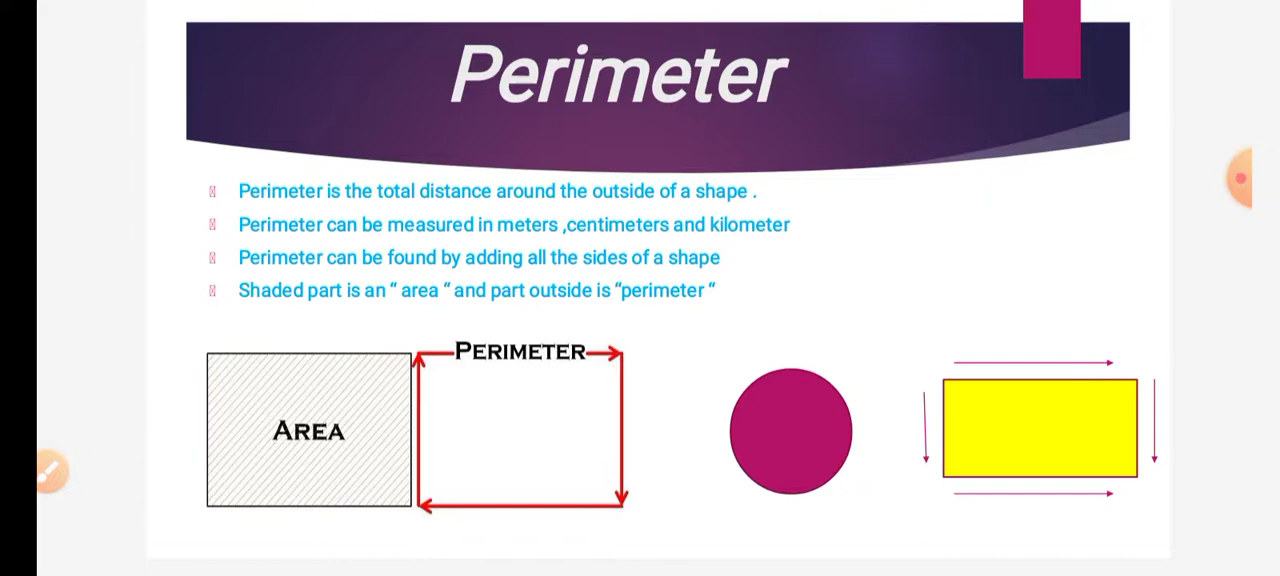 Perimeter
Perimeter is the total distance around the outside of a shape .
Perimeter can be measured in meters ,centimeters and kilometer
Perimeter can be found by adding all the sides of a shape
Shaded part is an “ area “ and part outside is “perimeter “
PERIMETER
AREA